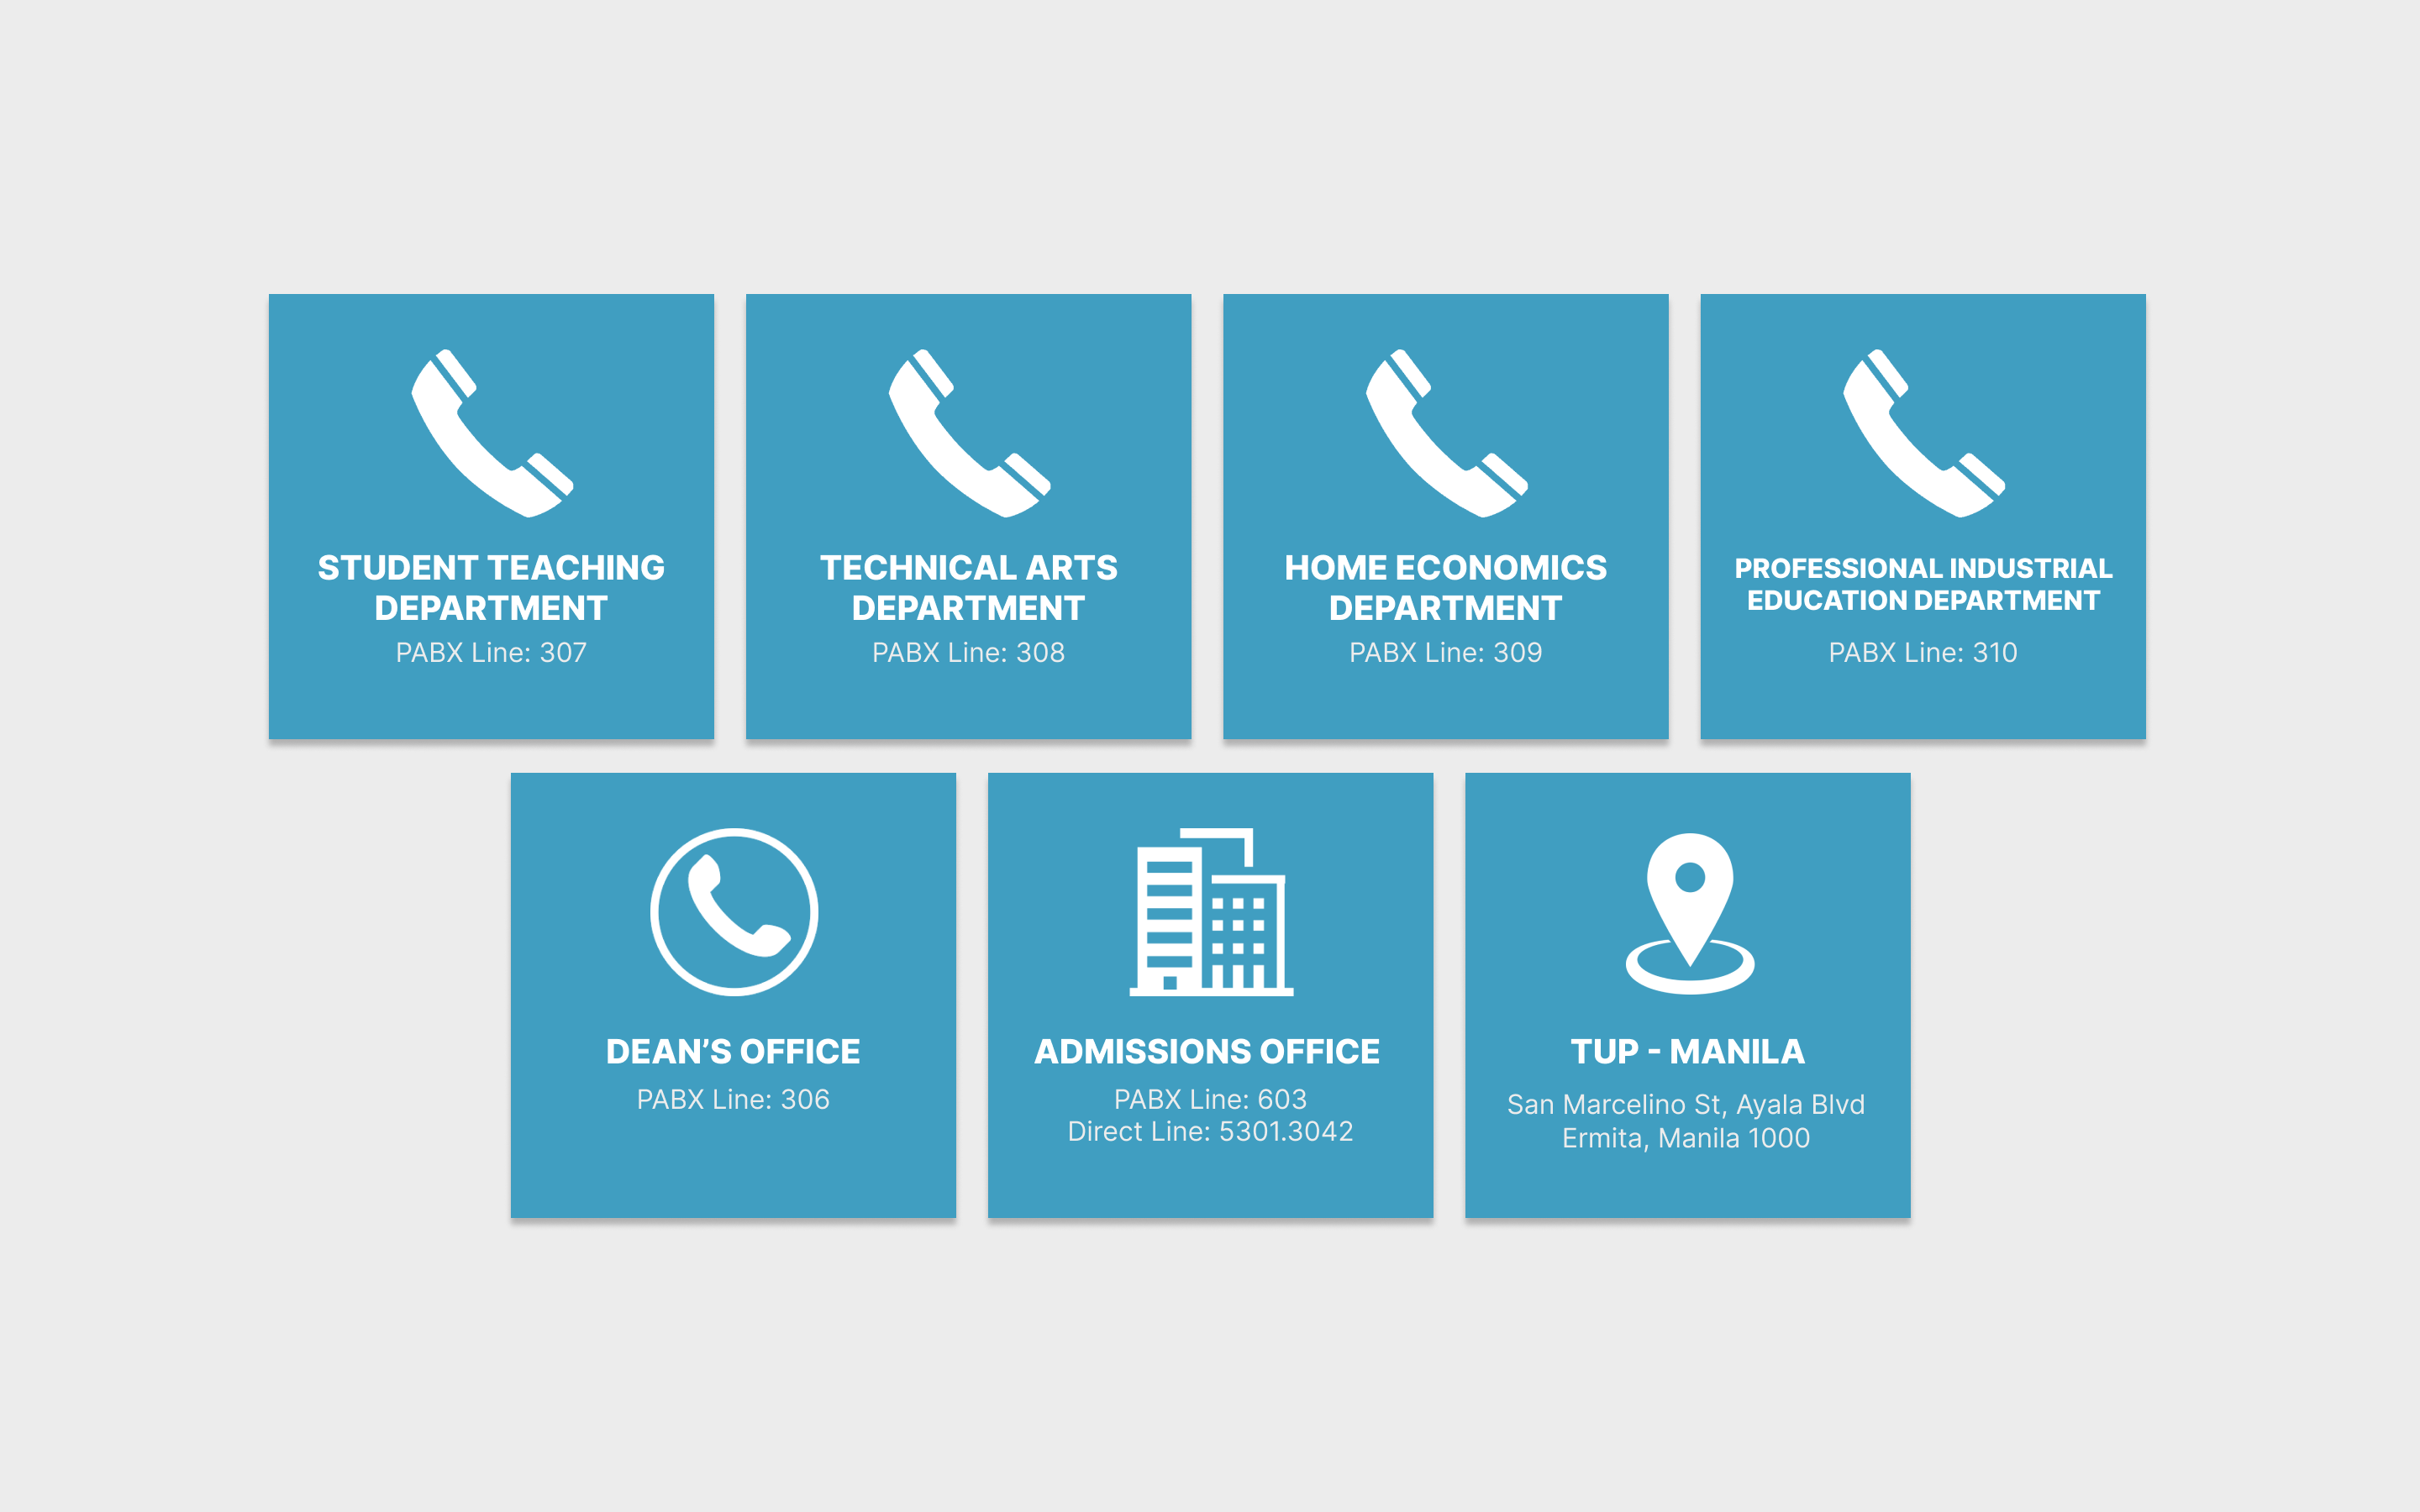 STUDENT TEACHING
DEPARTMENT
PABX Line: 307
TECHNICAL ARTS
DEPARTMENT
PABX Line: 308
HOME ECONOMICS
DEPARTMENT
PABX Line: 309
PROFESSIONAL INDUSTRIAL
EDUCATION DEPARTMENT
PABX Line: 310
DEAN’S OFFICE
PABX Line: 306
ADMISSIONS OFFICE
PABX Line: 603
Direct Line: 5301.3042
TUP - MANILA
San Marcelino St, Ayala Blvd
Ermita, Manila 1000